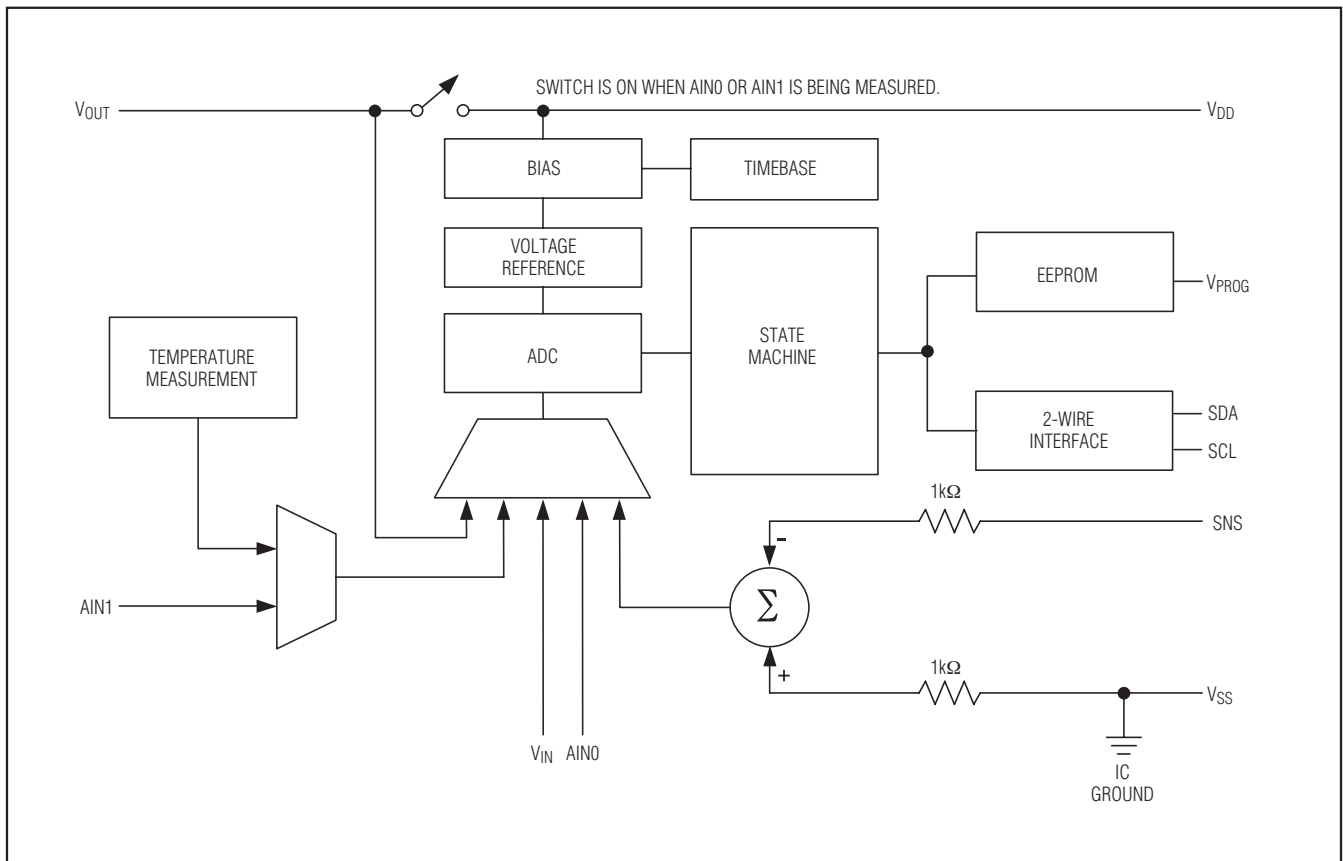 SWITCH IS ON WHEN AIN0 OR AIN1 IS BEING MEASURED.
VOUT
VDD
BIAS
TIMEBASE
VOLTAGE
REFERENCE
EEPROM
VPROG
STATE
MACHINE
ADC
TEMPERATURE
MEASUREMENT
2-WIRE
INTERFACE
SDA
SCL
1kΩ
SNS
-
Σ
AIN1
+
1kΩ
VSS
VIN AIN0
IC
GROUND